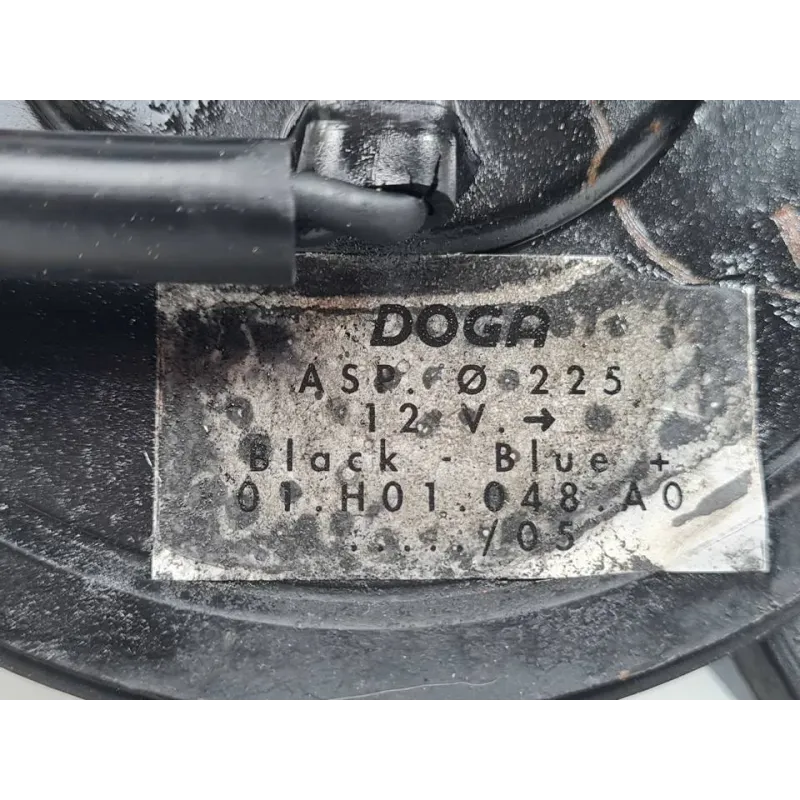 DOGA
ASP. Ø 225
12 V. →
Black - Blue +
01.H01.048.A0
...../05